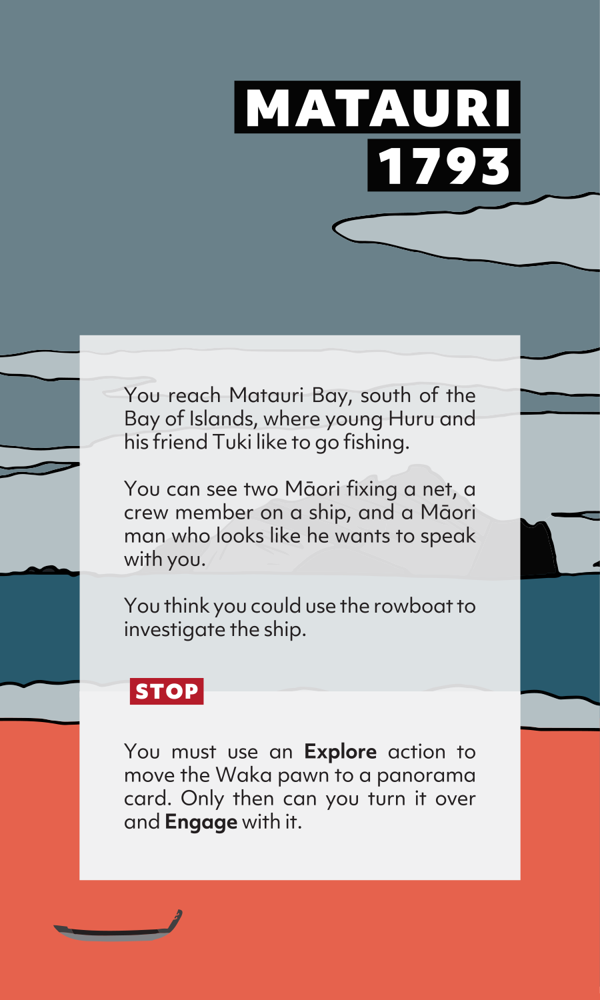 MATAURI
1793
You reach Matauri Bay, south of the
Bay of Islands, where young Huru and
his friend Tuki like to go fishing.
You can see two Māori fixing a net, a
crew member on a ship, and a Māori
man who looks like he wants to speak
with you.
You think you could use the rowboat to
investigate the ship.
STOP
You must use an Explore action to
move the Waka pawn to a panorama
card. Only then can you turn it over
and Engage with it.